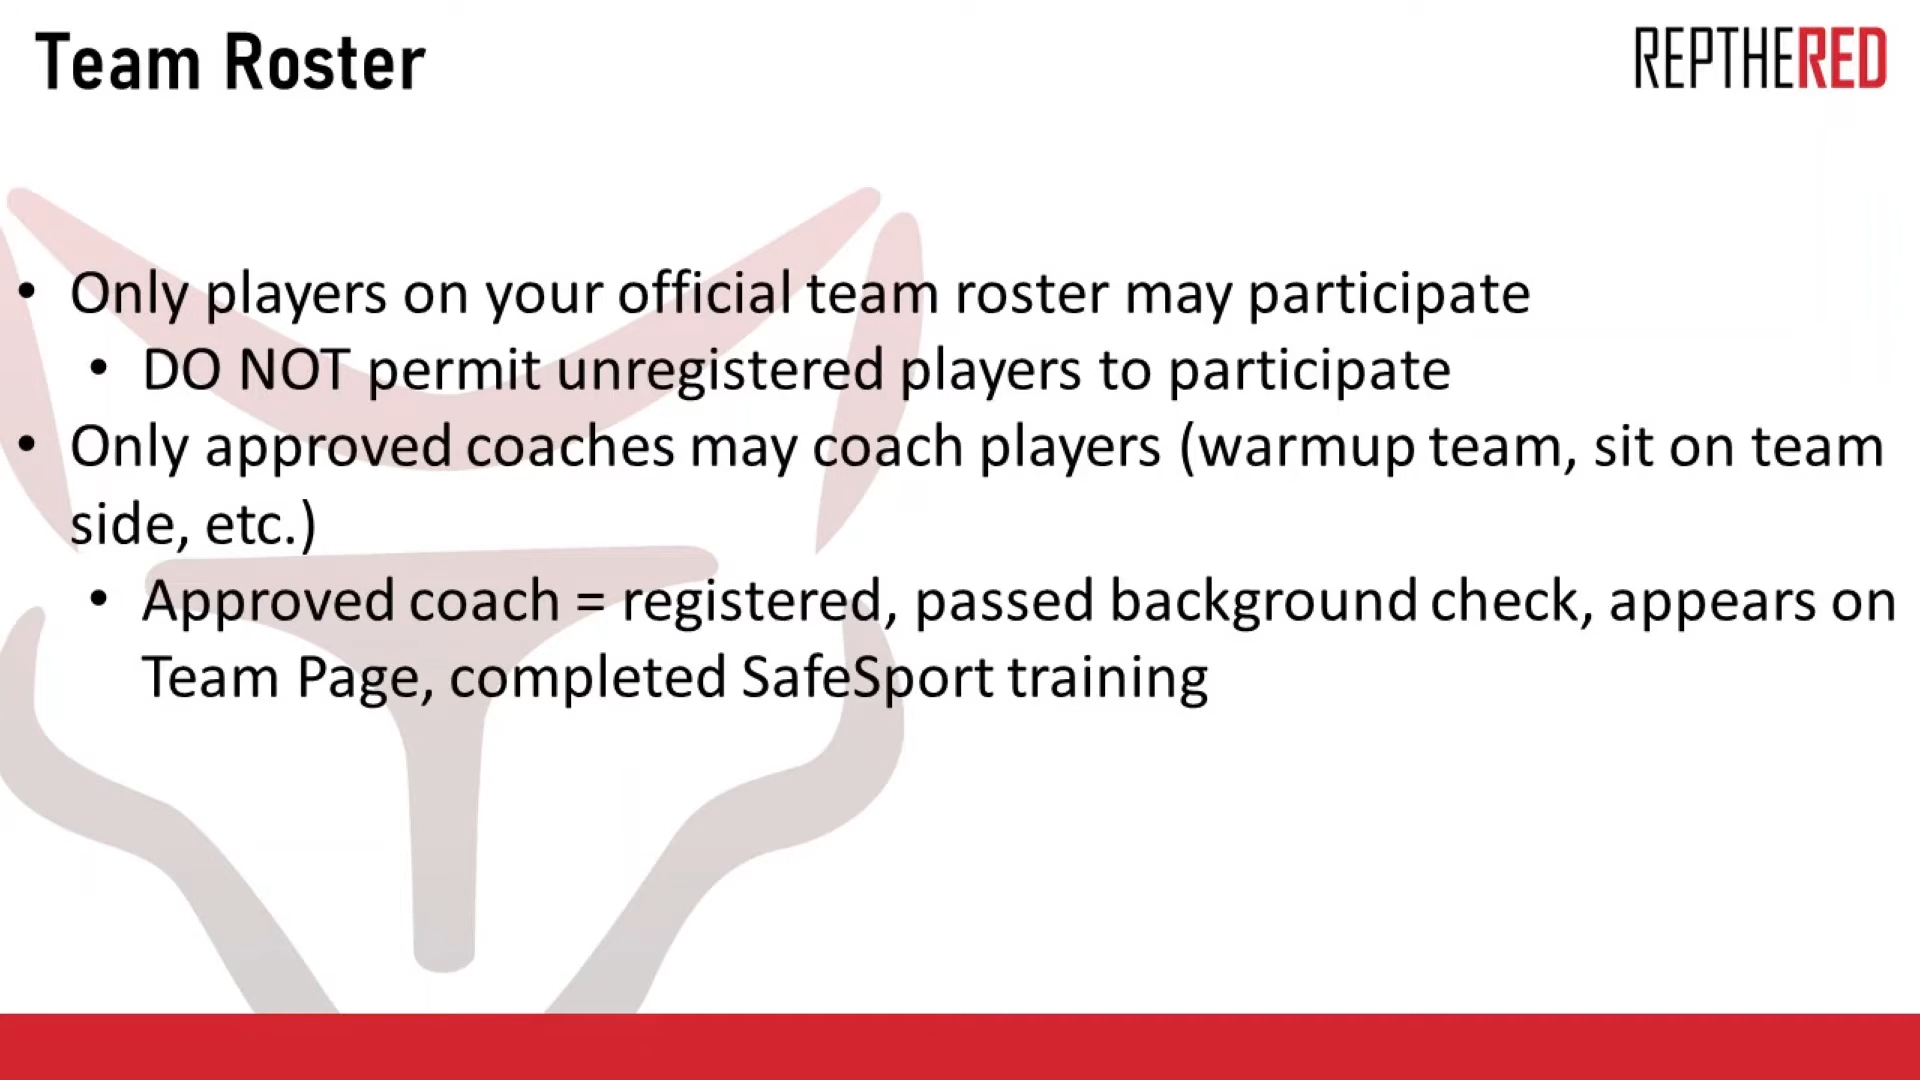 Team Roster
REPTHERED
• Only players on your official team roster may participate
• DO NOT permit unregistered players to participate
• Only approved coaches may coach players (warmup team, sit on team
side, etc.)
• Approved coach = registered, passed background check, appears on
Team Page, completed SafeSport training